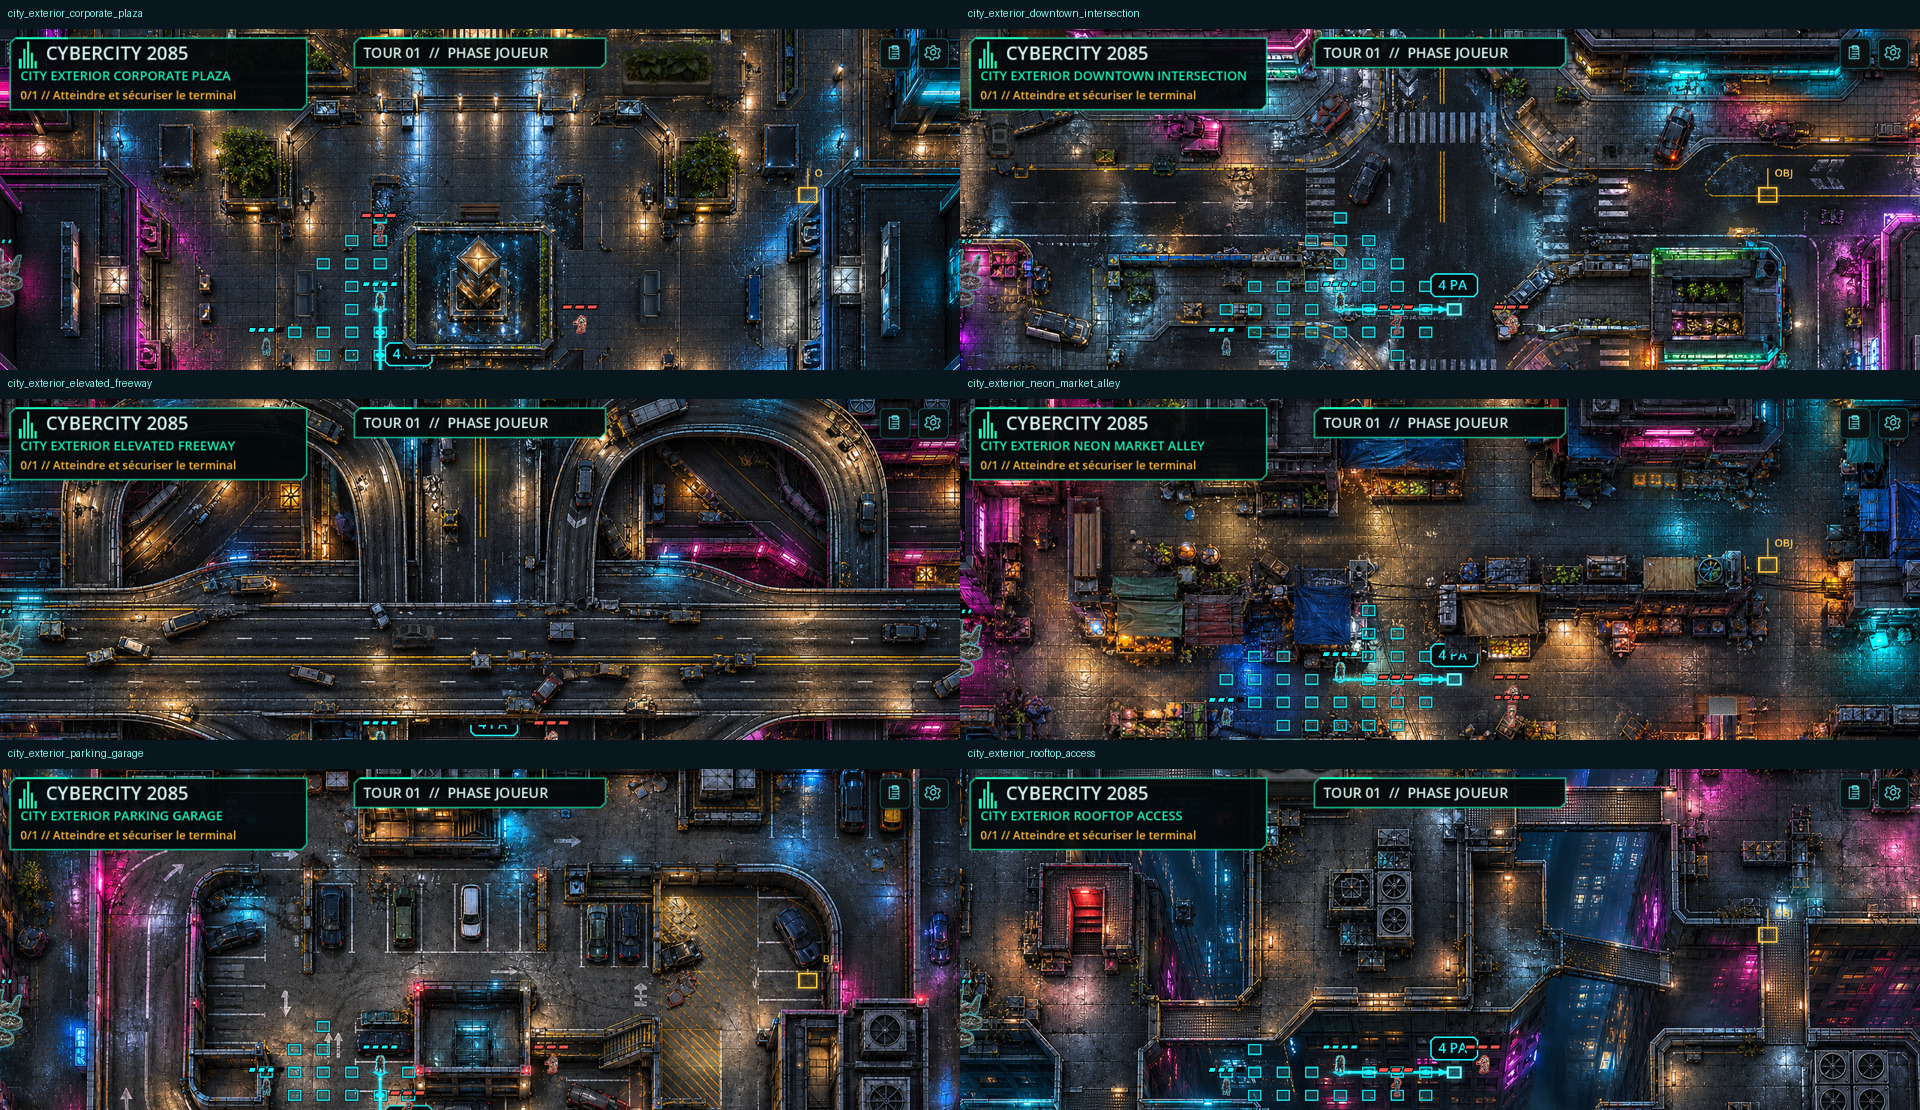 city_exterior_corporate_plaza
CYBERCITY 2085
CITY EXTERIOR CORPORATE PLAZA
0/1 // Atteindre et sécuriser le terminal
TOUR 01 // PHASE JOUEUR
city_exterior_downtown_intersection
CYBERCITY 2085
CITY EXTERIOR DOWNTOWN INTERSECTION
0/1 // Atteindre et sécuriser le terminal
TOUR 01 // PHASE JOUEUR
OBJ
4 PA
city_exterior_elevated_freeway
CYBERCITY 2085
CITY EXTERIOR ELEVATED FREEWAY
0/1 // Atteindre et sécuriser le terminal
TOUR 01 // PHASE JOUEUR
city_exterior_neon_market_alley
CYBERCITY 2085
CITY EXTERIOR NEON MARKET ALLEY
0/1 // Atteindre et sécuriser le terminal
TOUR 01 // PHASE JOUEUR
OBJ
4 PA
city_exterior_parking_garage
CYBERCITY 2085
CITY EXTERIOR PARKING GARAGE
0/1 // Atteindre et sécuriser le terminal
TOUR 01 // PHASE JOUEUR
city_exterior_rooftop_access
CYBERCITY 2085
CITY EXTERIOR ROOFTOP ACCESS
0/1 // Atteindre et sécuriser le terminal
TOUR 01 // PHASE JOUEUR
4 PA